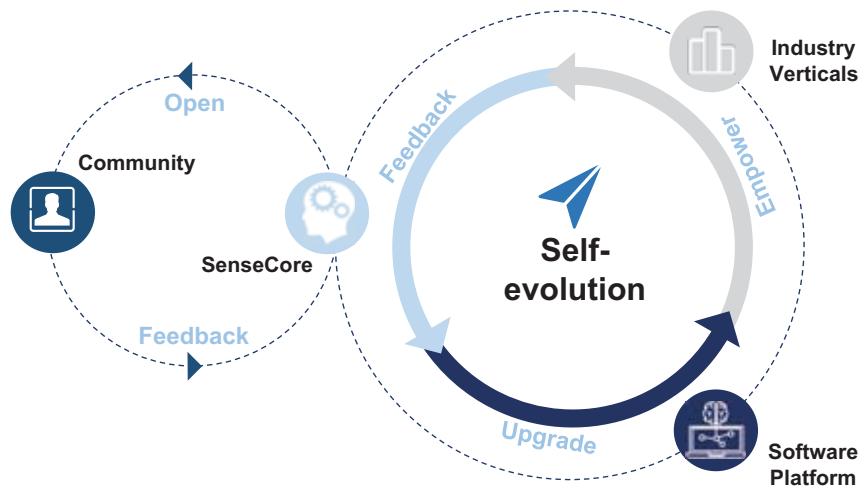 Industry
Verticals
Open
Feedback
Community
Empower
SenseCore
Self-
evolution
Feedback
Upgrade
Software
Platform